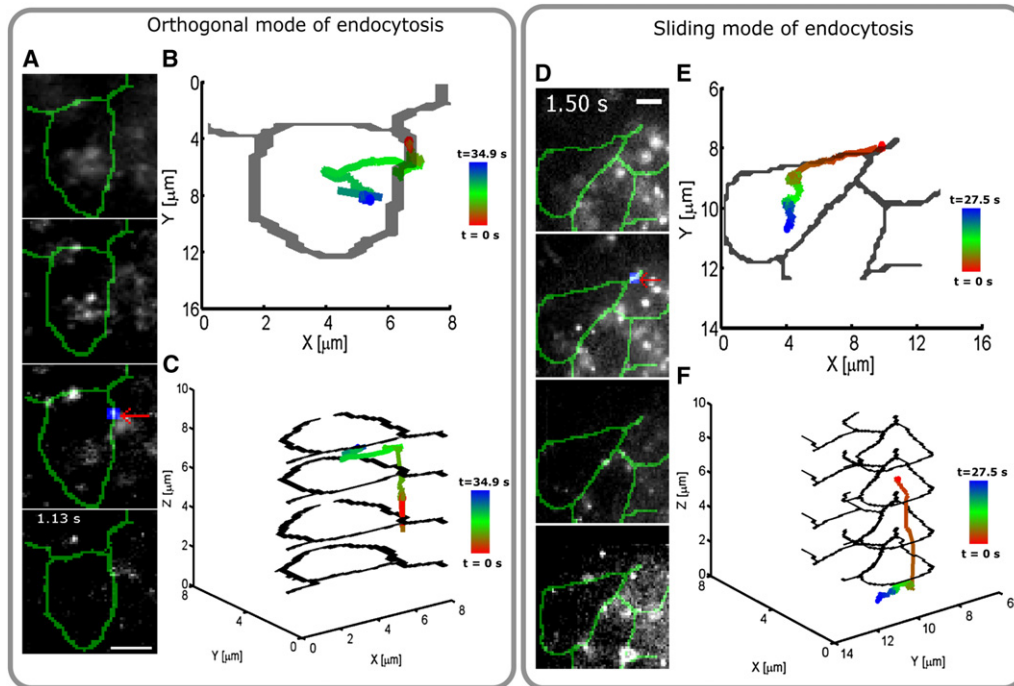 Orthogonal mode of endocytosis
A
1.13 s
B
0
4
8
12
16
Y [μm]
0 2 4 6 8
X [μm]
t=34.9 s
t = 0 s
C
10
8
6
4
2
0
Z [μm]
8
4
0
Y [μm]
0 2 4 6 8
X [μm]
t=34.9 s
t = 0 s
Sliding mode of endocytosis
D
1.50 s
E
6
8
10
12
14
Y [μm]
0 4 8 10 12 16
X [μm]
t=27.5 s
t = 0 s
F
10
8
6
4
2
0
Z [μm]
8
4
0
X [μm]
14 12 10 8 6
Y [μm]
t=27.5 s
t = 0 s